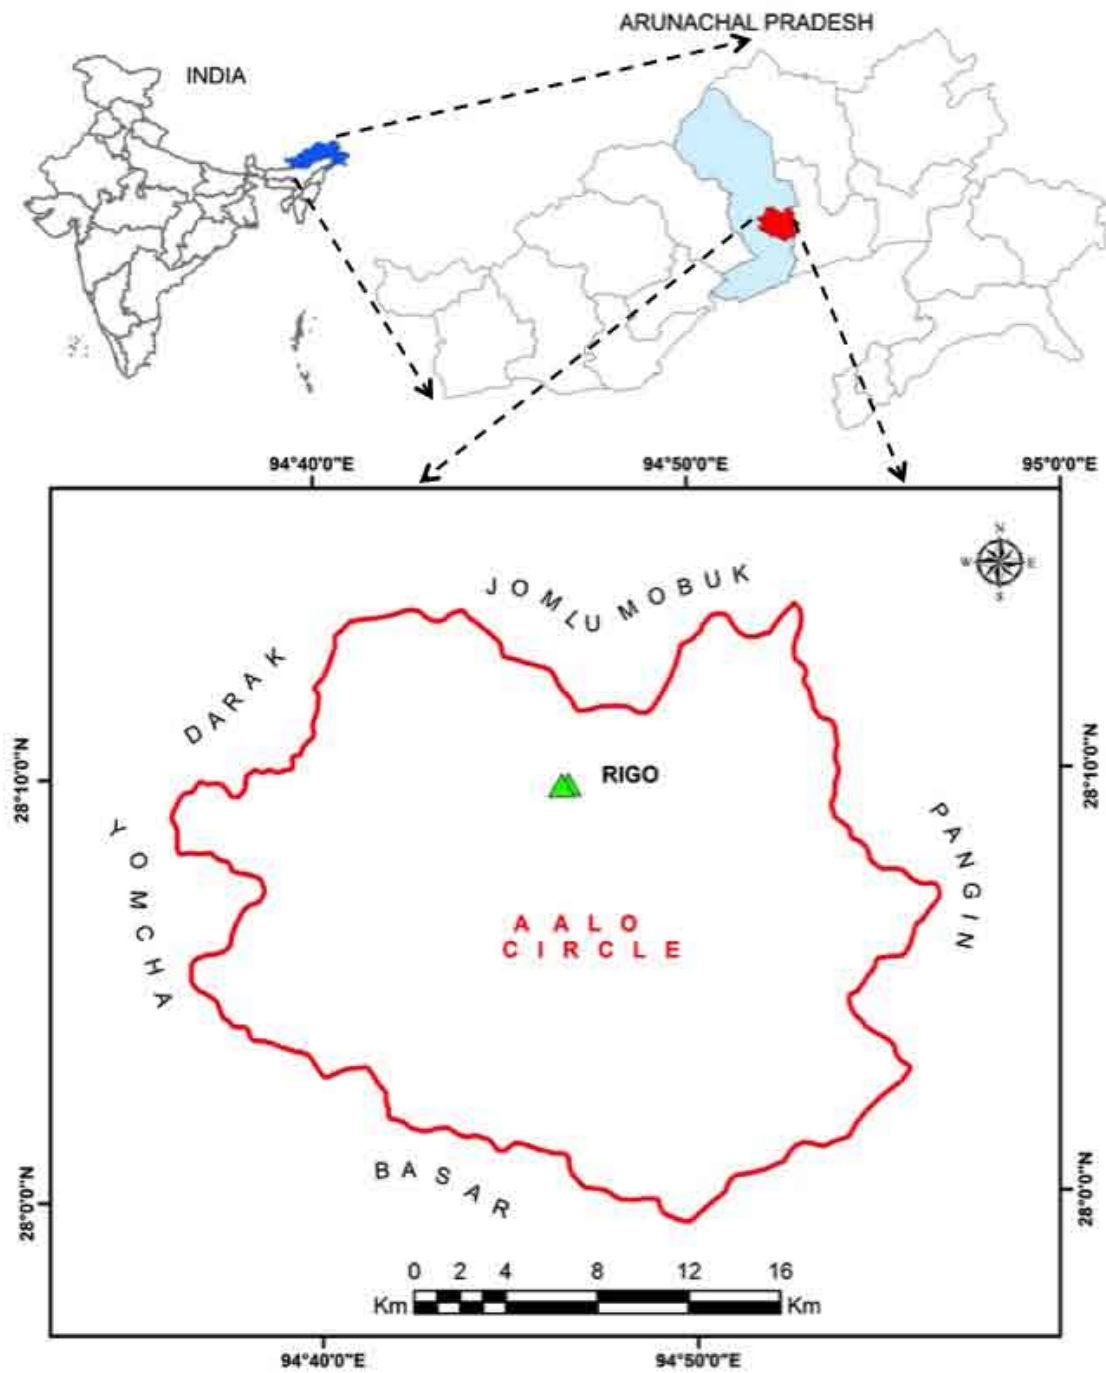 ARUNACHAL PRADESH
INDIA
94°40'0"E
94°50'0"E
95°0'0"E
N
W E
S
JOMLU MOBUK
DARAK
28°10'0"N
28°10'0"N
RIGO
YOMCHA
PANGIN
AALO
CIRCLE
BASAR
28°0'0"N
28°0'0"N
0 2 4 8 12 16
Km Km
94°40'0"E
94°50'0"E